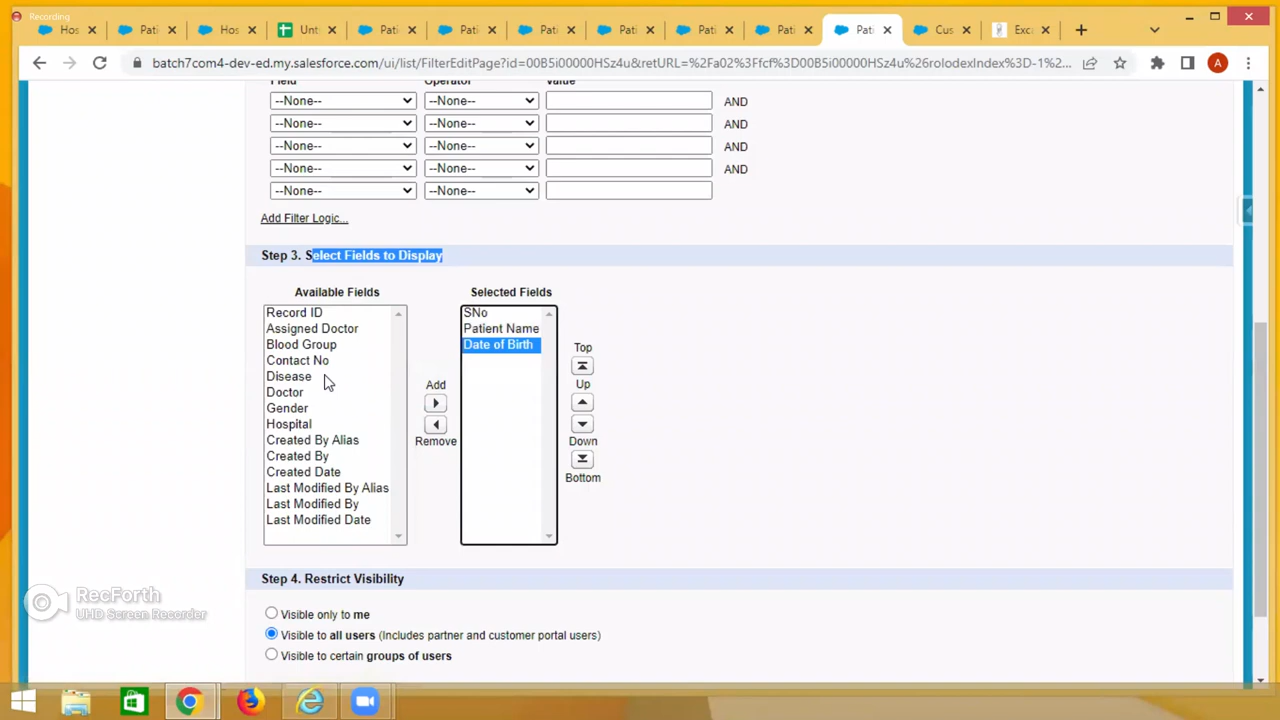 Recording
Hos
Pati
Hos
Unt
Pati
Pati
Pati
Pati
Pati
Pati
Pati
Cus
Exc
batch7com4-dev-ed.my.salesforce.com/ui/list/FilterEditPage?id=00B5i00000HSz4u&retURL=%2Fa02%3Ffcf%3D00B5i00000HSz4u%26rolodexIndex%3D-1%2...
A
Field Operator Value
--None-- --None-- AND
--None-- --None-- AND
--None-- --None-- AND
--None-- --None-- AND
--None-- --None--
Add Filter Logic...
Step 3. Select Fields to Display
Available Fields
Record ID
Assigned Doctor
Blood Group
Contact No
Disease
Doctor
Gender
Hospital
Created By Alias
Created By
Created Date
Last Modified By Alias
Last Modified By
Last Modified Date
Add
Remove
Selected Fields
SNo
Patient Name
Date of Birth
Top
Up
Down
Bottom
Step 4. Restrict Visibility
Visible only to me
Visible to all users (Includes partner and customer portal users)
Visible to certain groups of users
RecForth
UHD Screen Recorder